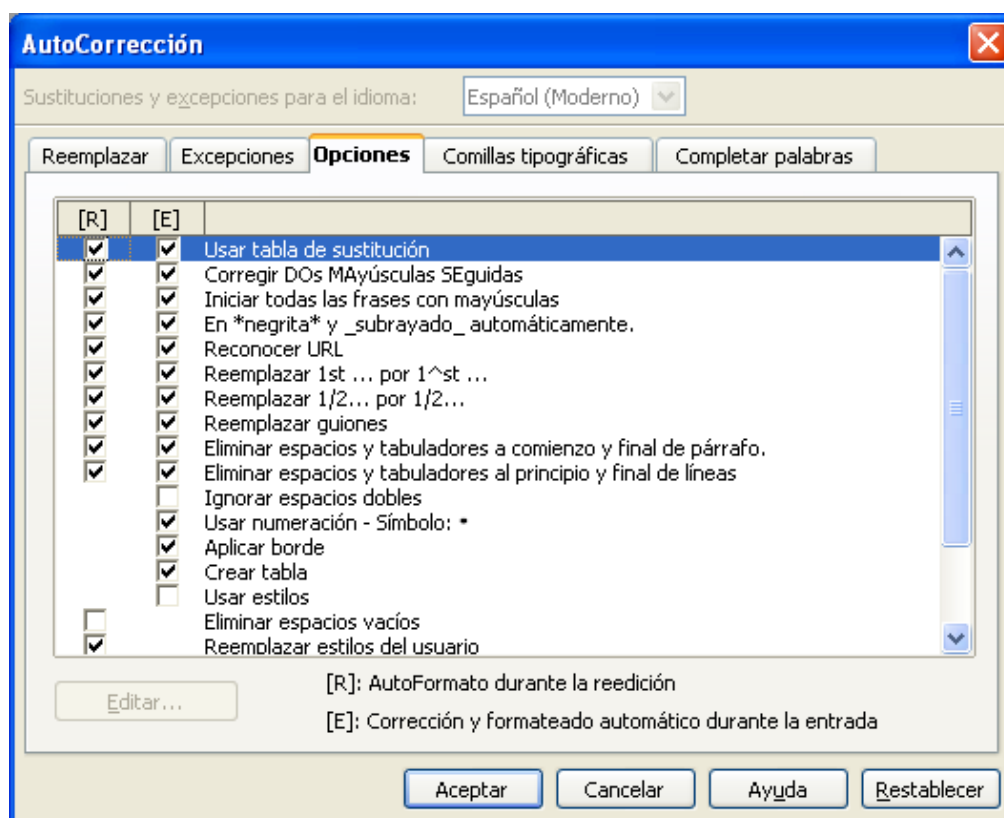 AutoCorrección
Sustituciones y excepciones para el idioma: Español (Moderno)
Reemplazar Excepciones Opciones Comillas tipográficas Completar palabras
[R] [E]
Usar tabla de sustitución
Corregir DOs MAyúsculas SEguidas
Iniciar todas las frases con mayúsculas
En *negrita* y _subrayado_ automáticamente.
Reconocer URL
Reemplazar 1st ... por 1^st ...
Reemplazar 1/2... por 1/2...
Reemplazar guiones
Eliminar espacios y tabuladores a comienzo y final de párrafo.
Eliminar espacios y tabuladores al principio y final de líneas
Ignorar espacios dobles
Usar numeración - Símbolo: •
Aplicar borde
Crear tabla
Usar estilos
Eliminar espacios vacíos
Reemplazar estilos del usuario
Editar...
[R]: AutoFormato durante la reedición
[E]: Corrección y formateado automático durante la entrada
Aceptar Cancelar Ayuda Restablecer